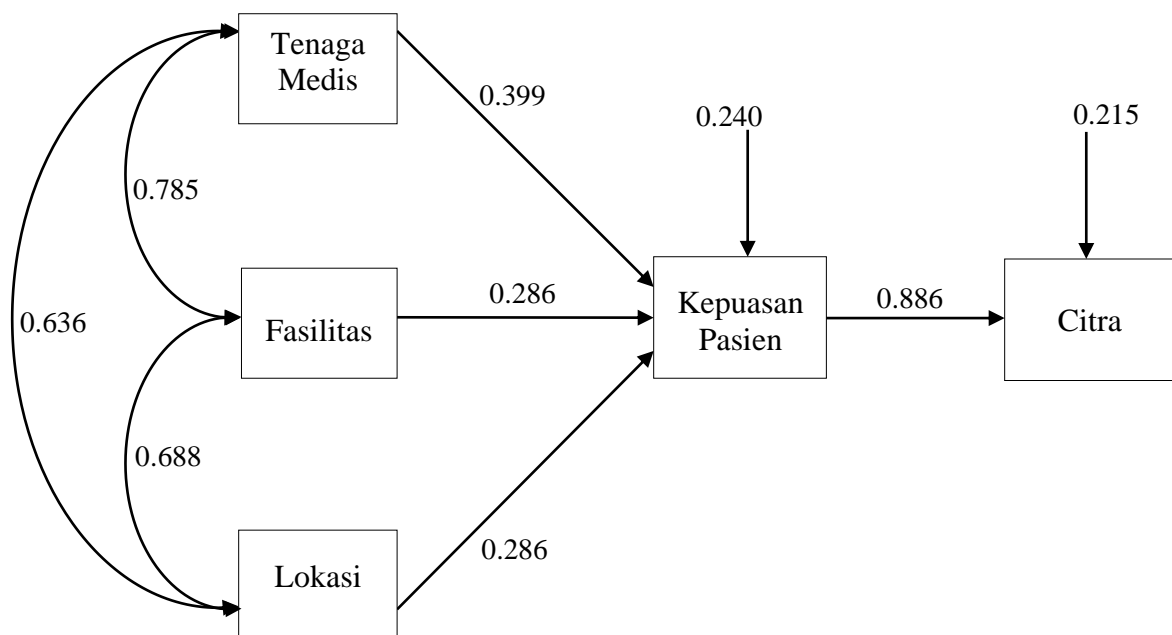 Tenaga
Medis
0.399
0.240
0.215
0.785
0.286
Kepuasan
Pasien
0.886
Citra
0.636
Fasilitas
0.688
0.286
Lokasi